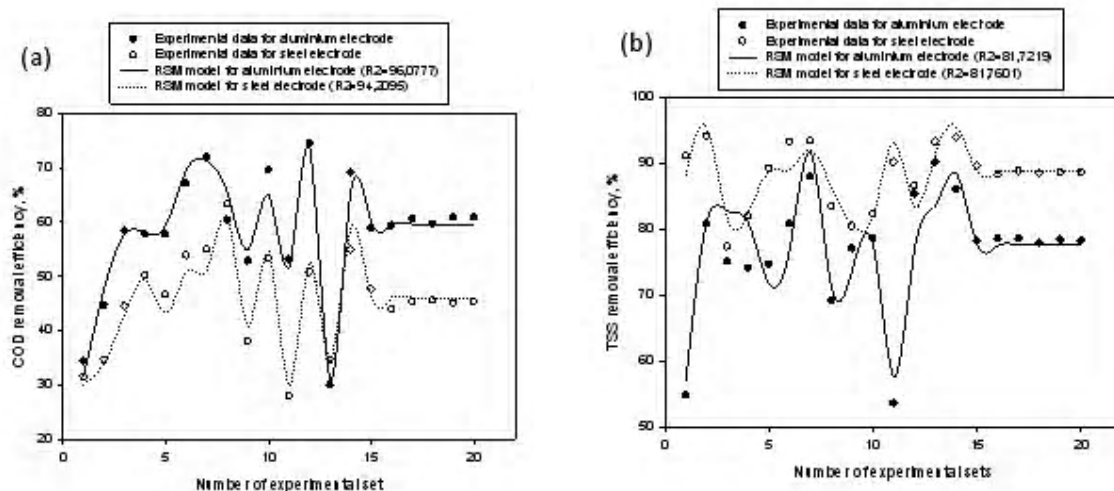 (a)
Experimental data for aluminium electrode
Experimental data for steel electrode
RSM model for aluminium electrode (R2=96,0777)
RSM model for steel electrode (R2=94,2095)
80
70
60
50
40
30
20
0 5 10 15 20
COD removal efficiency, %
Number of experimental set
(b)
Experimental data for aluminium electrode
Experimental data for steel electrode
RSM model for aluminium electrode (R2=81,7219)
RSM model for steel electrode (R2=81,7601)
100
90
80
70
60
50
0 5 10 15 20
TSS removale efficiency, %
Number of experimental sets